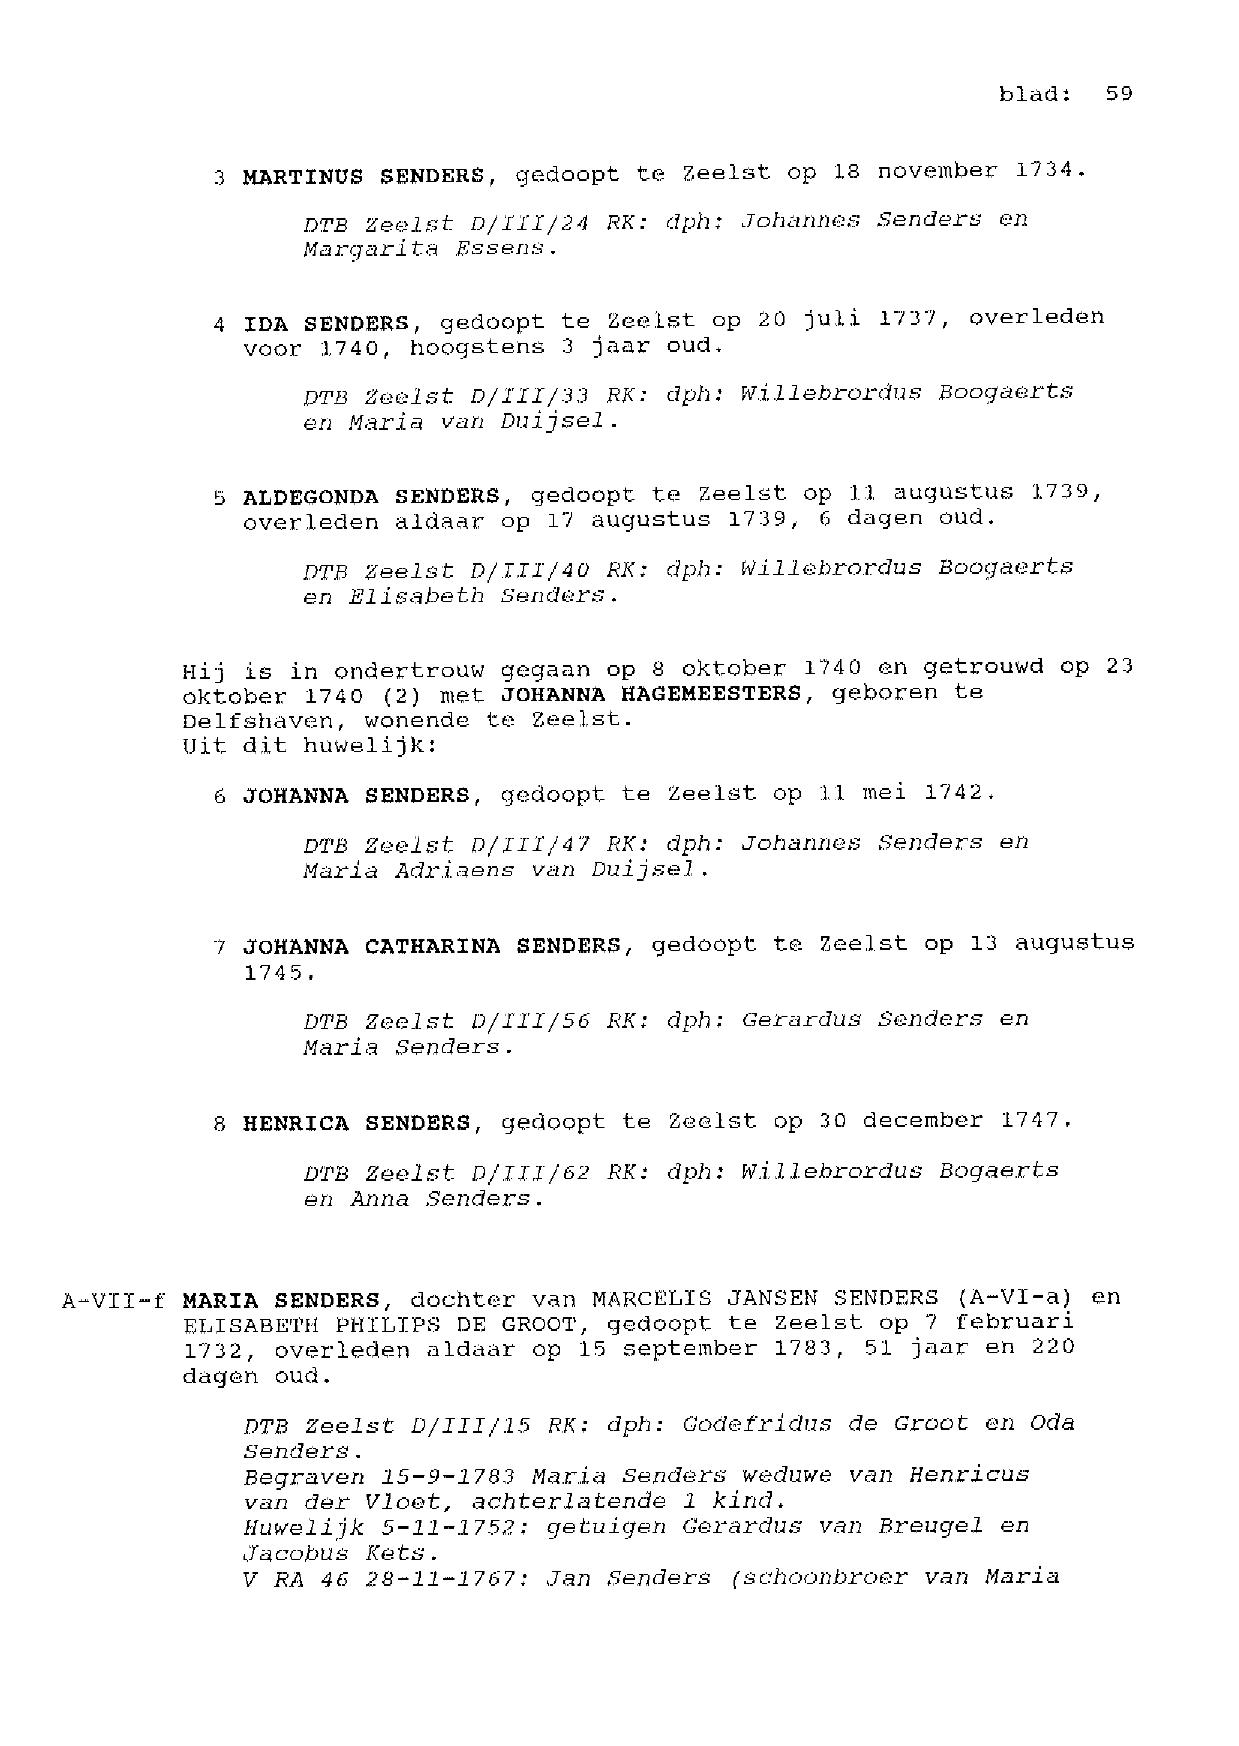 blad: 59
3 MARTINUS SENDERS, gedoopt te Zeelst op 18 november 1734.
DTB Zeelst D/III/24 RK: dph: Johannes Senders en
Margarita Essens.
4 IDA SENDERS, gedoopt te Zeelst op 20 juli 1737, overleden
voor 1740, hoogstens 3 jaar oud.
DTB Zeelst D/III/33 RK: dph: Willebrordus Boogaerts
en Maria van Duijsel.
5 ALDEGONDA SENDERS, gedoopt te Zeelst op 11 augustus 1739,
overleden aldaar op 17 augustus 1739, 6 dagen oud.
DTB Zeelst D/III/40 RK: dph: Willebrordus Boogaerts
en Elisabeth Senders.
Hij is in ondertrouw gegaan op 8 oktober 1740 en getrouwd op 23
oktober 1740 (2) met JOHANNA HAGEMEESTERS, geboren te
Delfshaven, wonende te Zeelst.
Uit dit huwelijk:
6 JOHANNA SENDERS, gedoopt te Zeelst op 11 mei 1742.
DTB Zeelst D/III/47 RK: dph: Johannes Senders en
Maria Adriaens van Duijsel.
7 JOHANNA CATHARINA SENDERS, gedoopt te Zeelst op 13 augustus
1745.
DTB Zeelst D/III/56 RK: dph: Gerardus Senders en
Maria Senders.
8 HENRICA SENDERS, gedoopt te Zeelst op 30 december 1747.
DTB Zeelst D/III/62 RK: dph: Willebrordus Bogaerts
en Anna Senders.
A-VII-f MARIA SENDERS, dochter van MARCELIS JANSEN SENDERS (A-VI-a) en
ELISABETH PHILIPS DE GROOT, gedoopt te Zeelst op 7 februari
1732, overleden aldaar op 15 september 1783, 51 jaar en 220
dagen oud.
DTB Zeelst D/III/15 RK: dph: Godefridus de Groot en Oda
Senders.
Begraven 15-9-1783 Maria Senders weduwe van Henricus
van der Vloet, achterlatende 1 kind.
Huwelijk 5-11-1752: getuigen Gerardus van Breugel en
Jacobus Kets.
V RA 46 28-11-1767: Jan Senders (schoonbroer van Maria